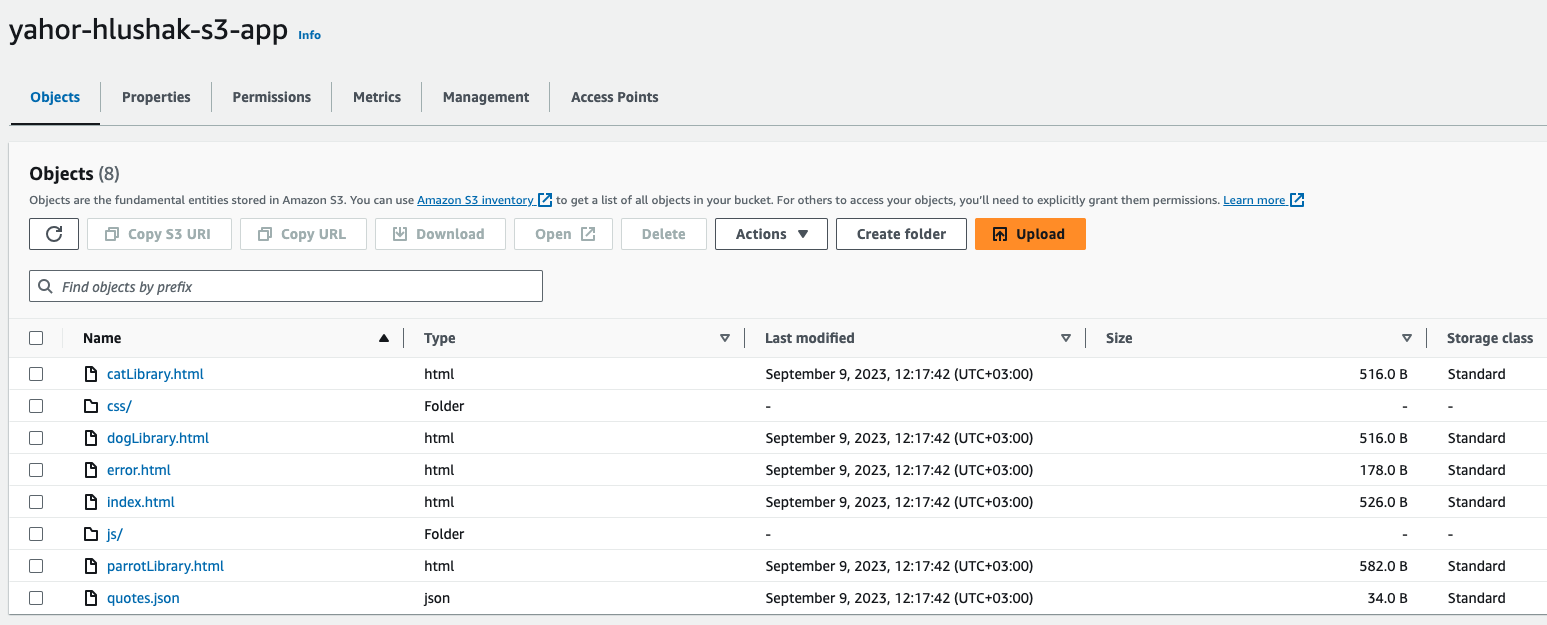 yahor-hlushak-s3-app Info
Objects Properties Permissions Metrics Management Access Points
Objects (8)
Objects are the fundamental entities stored in Amazon S3. You can use Amazon S3 inventory to get a list of all objects in your bucket. For others to access your objects, you'll need to explicitly grant them permissions. Learn more
Copy S3 URI Copy URL Download Open Delete Actions Create folder Upload
Find objects by prefix
Name Type Last modified Size Storage class
catLibrary.html html September 9, 2023, 12:17:42 (UTC+03:00) 516.0 B Standard
css/ Folder - - -
dogLibrary.html html September 9, 2023, 12:17:42 (UTC+03:00) 516.0 B Standard
error.html html September 9, 2023, 12:17:42 (UTC+03:00) 178.0 B Standard
index.html html September 9, 2023, 12:17:42 (UTC+03:00) 526.0 B Standard
js/ Folder - - -
parrotLibrary.html html September 9, 2023, 12:17:42 (UTC+03:00) 582.0 B Standard
quotes.json json September 9, 2023, 12:17:42 (UTC+03:00) 34.0 B Standard